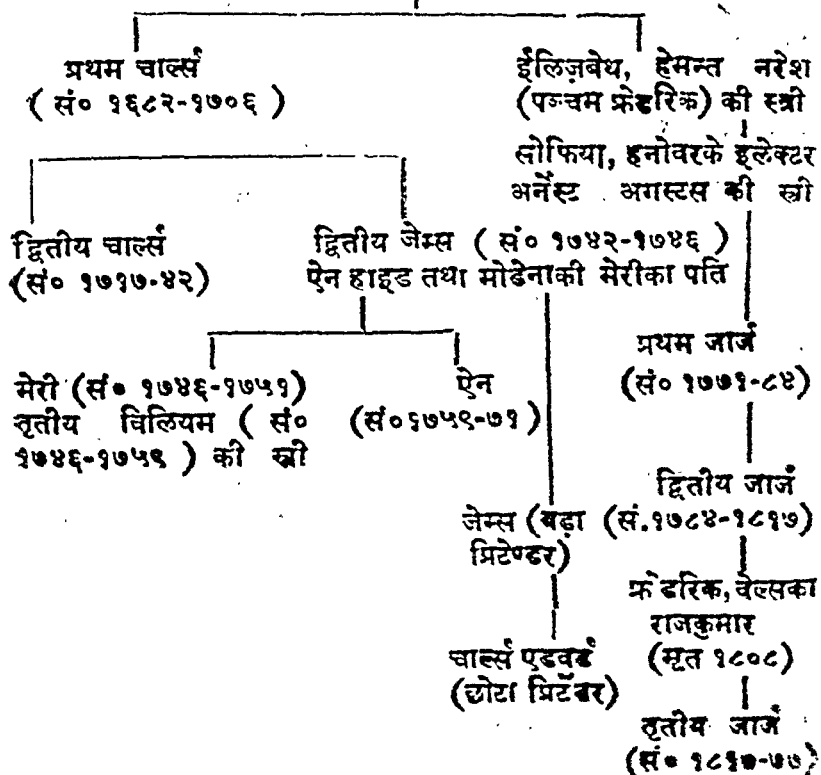 प्रथम चार्ल्स
( सं० १६८२-१७०६ )
ईलिज़बेथ, हेमन्त नरेश
(पञ्चम फ्रेडरिक) की स्त्री
सोफिया, हनोवरके इलेक्टर
अर्नेस्ट अगस्टस की स्त्री
द्वितीय चार्ल्स
(सं० १७१७-४२)
द्वितीय जेम्स ( सं० १७४२-१७४६ )
ऐन हाइड तथा मोडेनाकी मेरीका पति
प्रथम जार्ज
(सं० १७७१-८४)
मेरी (सं० १७४६-१७५१)
तृतीय विलियम ( सं०
१७४६-१७५९ ) की स्त्री
ऐन
(सं०१७५९-७१)
द्वितीय जार्ज
(सं.१७८४-१८१७)
जेम्स (बड़ा
प्रिटेण्डर)
फ्रेडरिक, वेल्सका
राजकुमार
(मृत १८०८)
चार्ल्स एडवर्ड
(छोटा प्रिटेंडर)
तृतीय जार्ज
(सं० १८१७-७७)